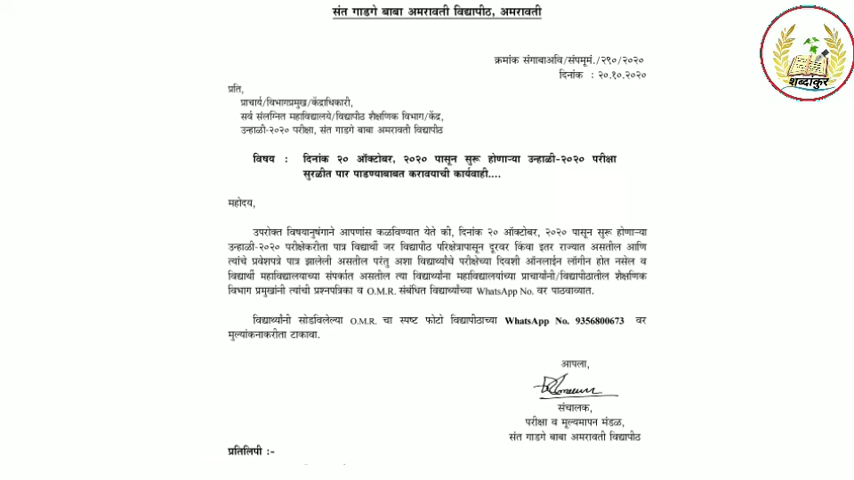 संत गाडगे बाबा अमरावती विद्यापीठ, अमरावती
शब्दांकुर
क्रमांक संगाबाअवि/संपमूमं./२९०/२०२०
दिनांक : २०.१०.२०२०
प्रति,
प्राचार्य/विभागप्रमुख/केंद्राधिकारी,
सर्व संलग्नित महाविद्यालये/विद्यापीठ शैक्षणिक विभाग/केंद्र,
उन्हाळी-२०२० परीक्षा, संत गाडगे बाबा अमरावती विद्यापीठ
विषय : दिनांक २० ऑक्टोबर, २०२० पासून सुरू होणाऱ्या उन्हाळी-२०२० परीक्षा
सुरळीत पार पाडण्याबाबत करावयाची कार्यवाही....
महोदय,
उपरोक्त विषयानुषंगाने आपणांस कळविण्यात येते की, दिनांक २० ऑक्टोबर, २०२० पासून सुरू होणाऱ्या
उन्हाळी-२०२० परीक्षेकरीता पात्र विद्यार्थी जर विद्यापीठ परिक्षेत्रापासून दूरवर किंवा इतर राज्यात असतील आणि
त्यांचे प्रवेशपत्रे पात्र झालेली असतील परंतु अशा विद्यार्थ्यांचे परीक्षेच्या दिवशी ऑनलाईन लॉगीन होत नसेल व
विद्यार्थी महाविद्यालयाच्या संपर्कात असतील त्या विद्यार्थ्यांना महाविद्यालयांच्या प्राचार्यांनी/विद्यापीठातील शैक्षणिक
विभाग प्रमुखांनी त्यांची प्रश्नपत्रिका व O.M.R. संबंधित विद्यार्थ्यांच्या WhatsApp No. वर पाठवाव्यात.
विद्यार्थ्यांनी सोडविलेल्या O.M.R. चा स्पष्ट फोटो विद्यापीठाच्या WhatsApp No. 9356800673 वर
मुल्यांकनाकरीता टाकावा.
आपला,
संचालक,
परीक्षा व मूल्यमापन मंडळ,
संत गाडगे बाबा अमरावती विद्यापीठ
प्रतिलिपी :-